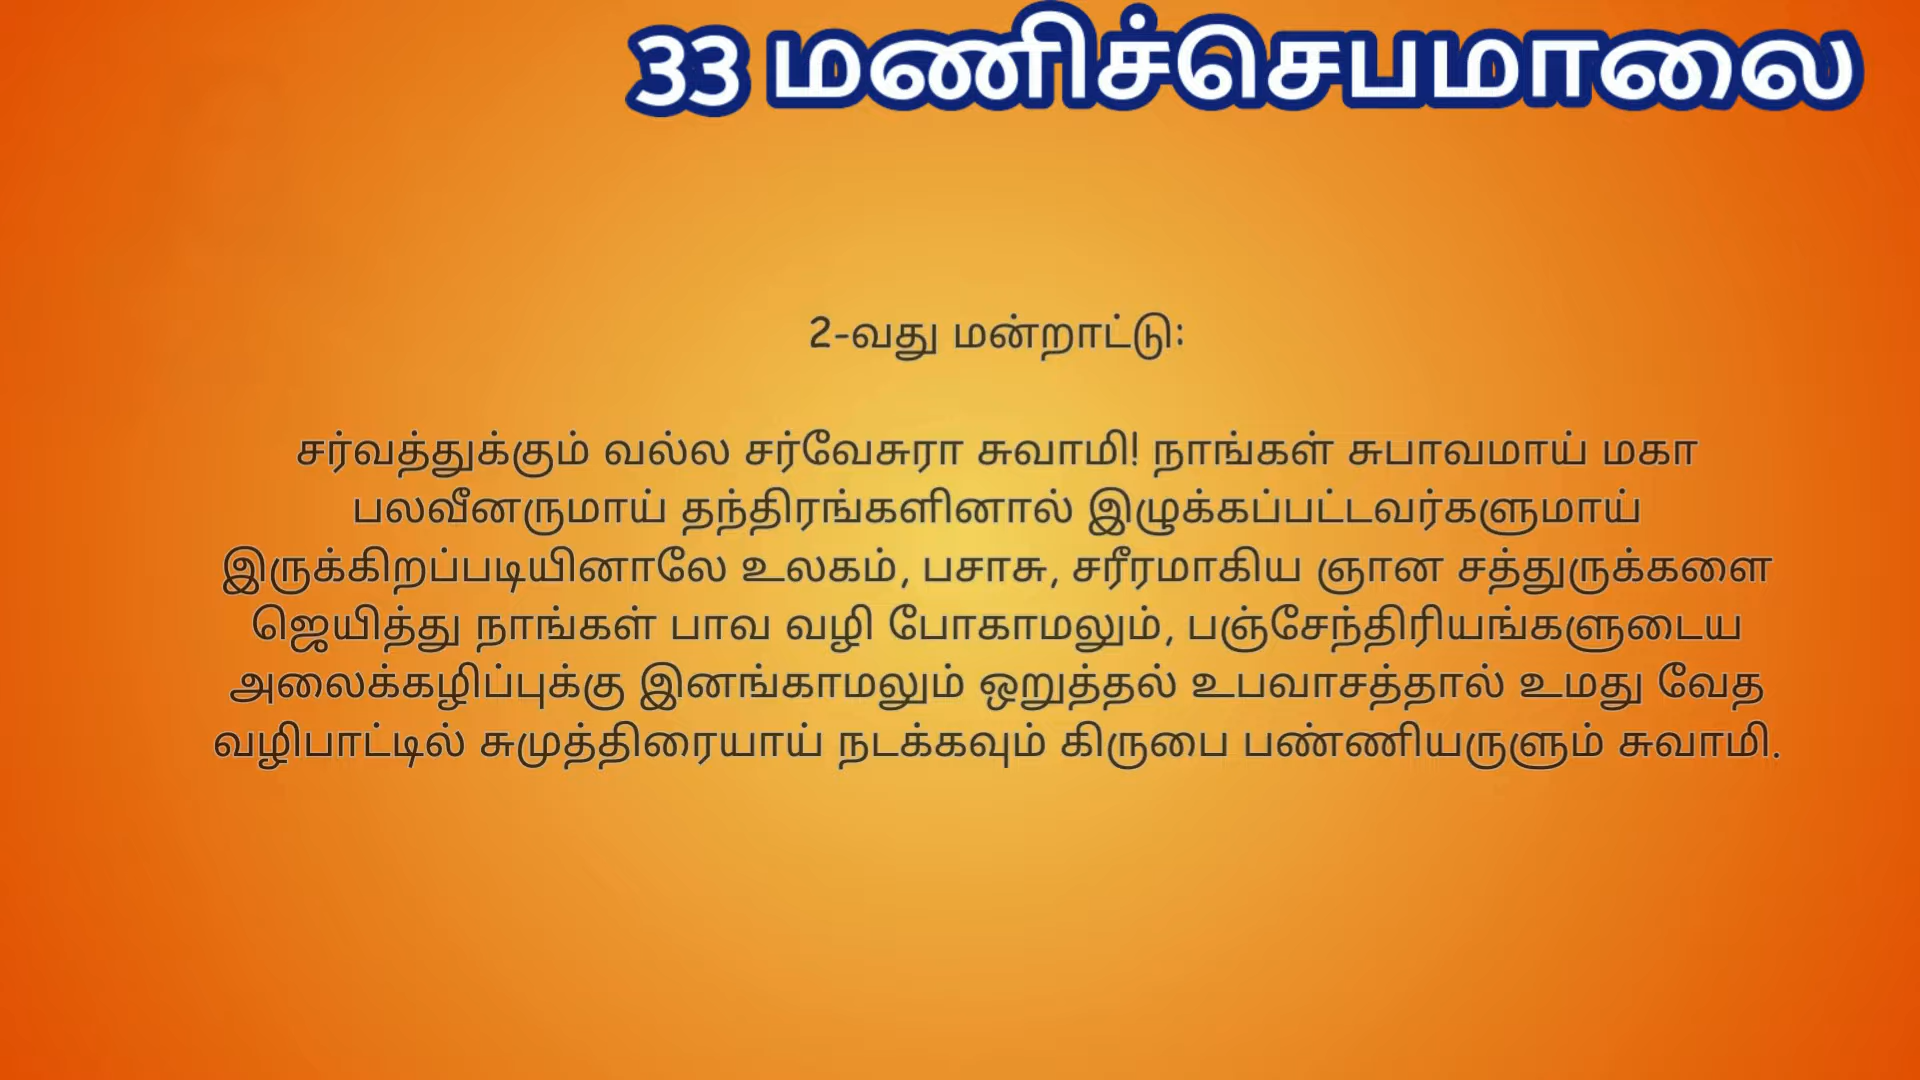 33 மணிச்செபமாலை
2-வது மன்றாட்டு:
சர்வத்துக்கும் வல்ல சர்வேசுரா சுவாமி! நாங்கள் சுபாவமாய் மகா
பலவீனருமாய் தந்திரங்களினால் இழுக்கப்பட்டவர்களுமாய்
இருக்கிறப்படியினாலே உலகம், பசாசு, சரீரமாகிய ஞான சத்துருக்களை
ஜெயித்து நாங்கள் பாவ வழி போகாமலும், பஞ்சேந்திரியங்களுடைய
அலைக்கழிப்புக்கு இனங்காமலும் ஒறுத்தல் உபவாசத்தால் உமது வேத
வழிபாட்டில் சுமுத்திரையாய் நடக்கவும் கிருபை பண்ணியருளும் சுவாமி.